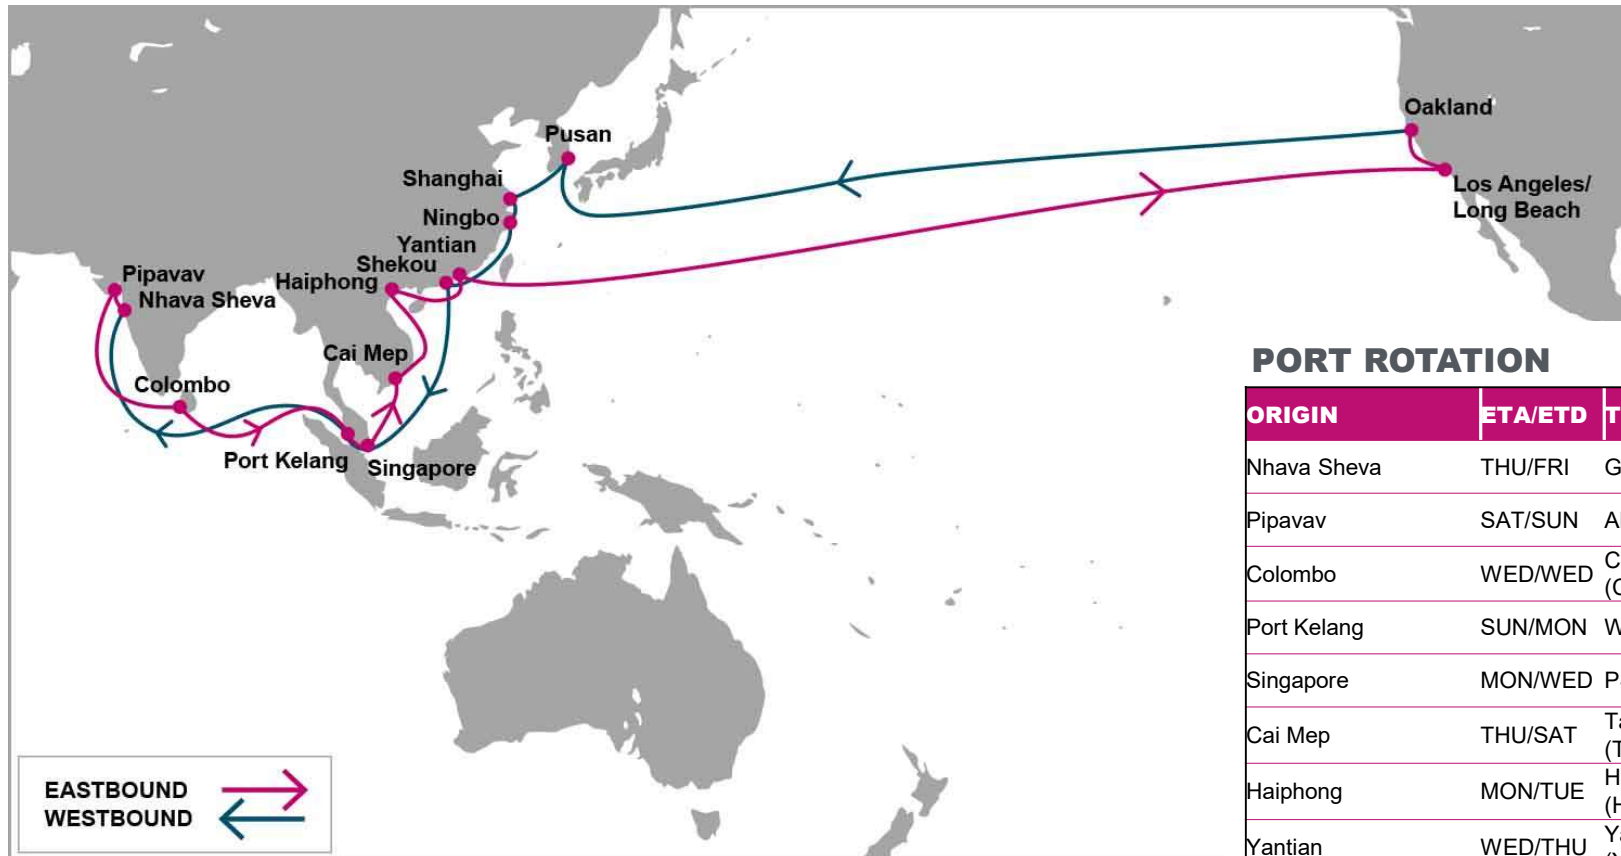 Oakland
Pusan
Los Angeles/
Long Beach
Shanghai
Ningbo
Yantian
Shekou
Haiphong
Pipavav
Nhava Sheva
Cai Mep
Colombo
Port Kelang
Singapore
EASTBOUND
WESTBOUND
PORT ROTATION
ORIGIN ETA/ETD
Nhava Sheva THU/FRI
Pipavav SAT/SUN
Colombo WED/WED
Port Kelang SUN/MON
Singapore MON/WED
Cai Mep THU/SAT
Haiphong MON/TUE
Yantian WED/THU